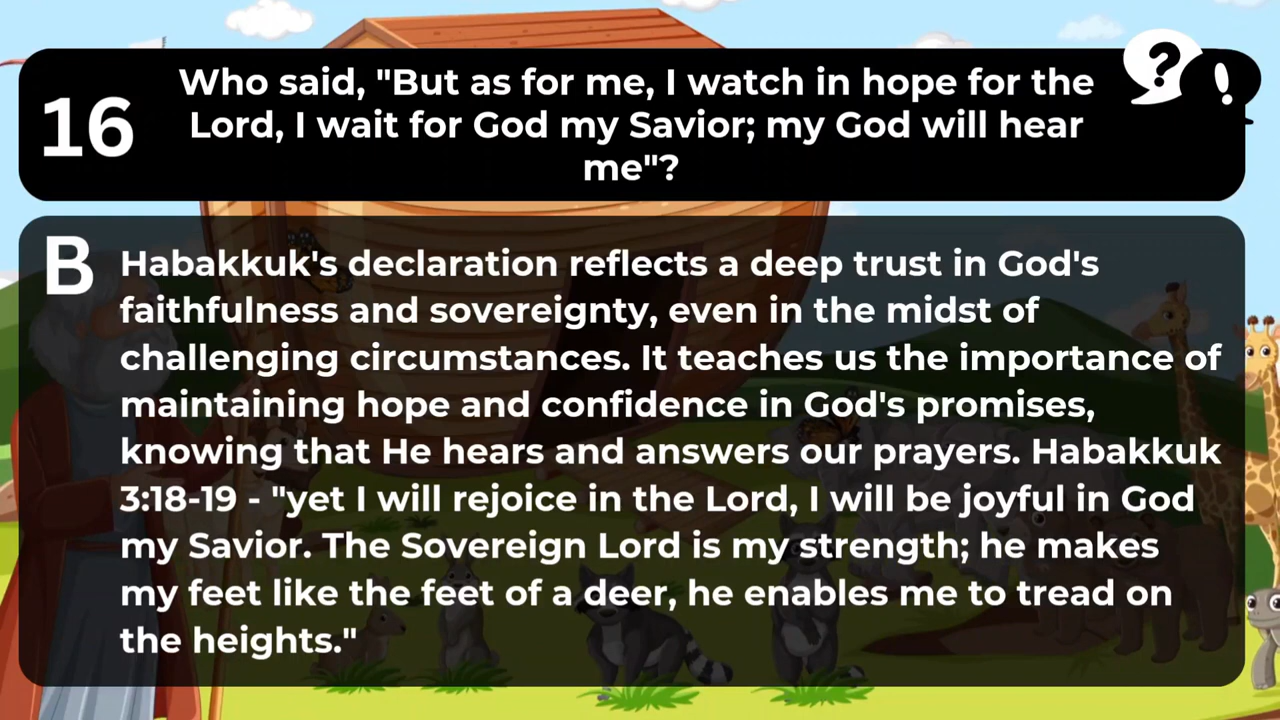 16
Who said, "But as for me, I watch in hope for the
Lord, I wait for God my Savior; my God will hear
me"?
?
!
B
Habakkuk's declaration reflects a deep trust in God's
faithfulness and sovereignty, even in the midst of
challenging circumstances. It teaches us the importance of
maintaining hope and confidence in God's promises,
knowing that He hears and answers our prayers. Habakkuk
3:18-19 - "yet I will rejoice in the Lord, I will be joyful in God
my Savior. The Sovereign Lord is my strength; he makes
my feet like the feet of a deer, he enables me to tread on
the heights."